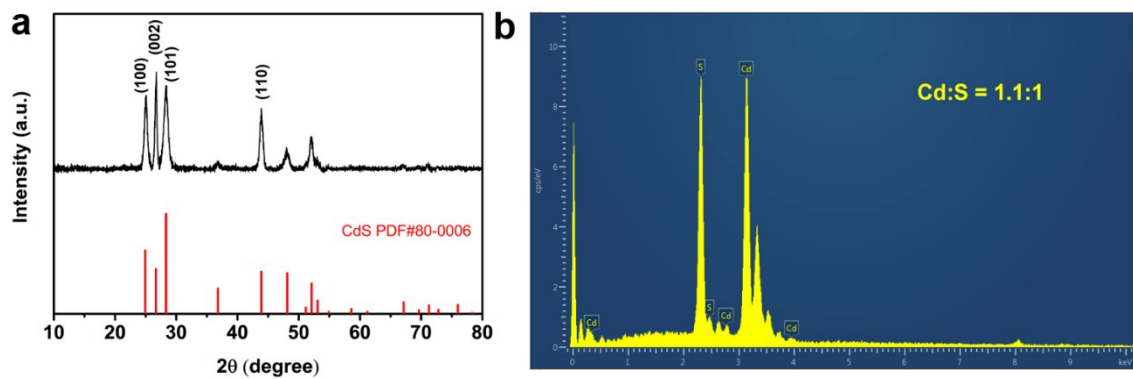 a
(100)
(002)
(101)
(110)
Intensity (a.u.)
CdS PDF#80-0006
10 20 30 40 50 60 70 80
2θ (degree)
b
10
8
6
4
2
0
cps/eV
S
Cd
Cd:S = 1.1:1
Cd
S
Cd
Cd
0 1 2 3 4 5 6 7 8 9 keV